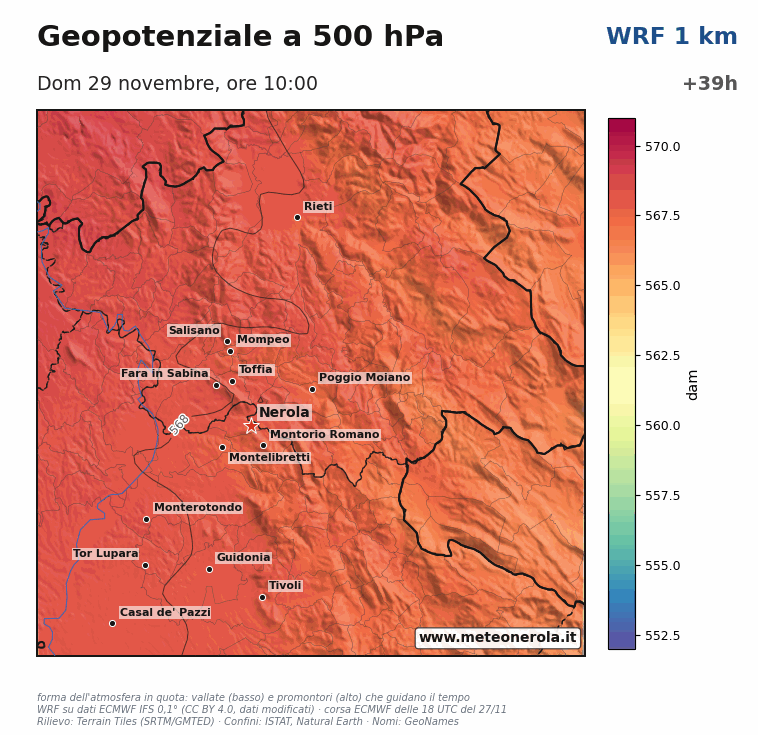 Geopotenziale a 500 hPa
WRF 1 km
Dom 29 novembre, ore 10:00
+39h
Rieti
Salisano
Mompeo
Toffia
Fara in Sabina
Poggio Moiano
Nerola
568
Montorio Romano
Montelibretti
Monterotondo
Tor Lupara
Guidonia
Tivoli
Casal de' Pazzi
www.meteonerola.it
570.0
567.5
565.0
562.5
560.0
557.5
555.0
552.5
dam
forma dell'atmosfera in quota: vallate (basso) e promontori (alto) che guidano il tempo
WRF su dati ECMWF IFS 0,1° (CC BY 4.0, dati modificati) · corsa ECMWF delle 18 UTC del 27/11
Rilievo: Terrain Tiles (SRTM/GMTED) · Confini: ISTAT, Natural Earth · Nomi: GeoNames